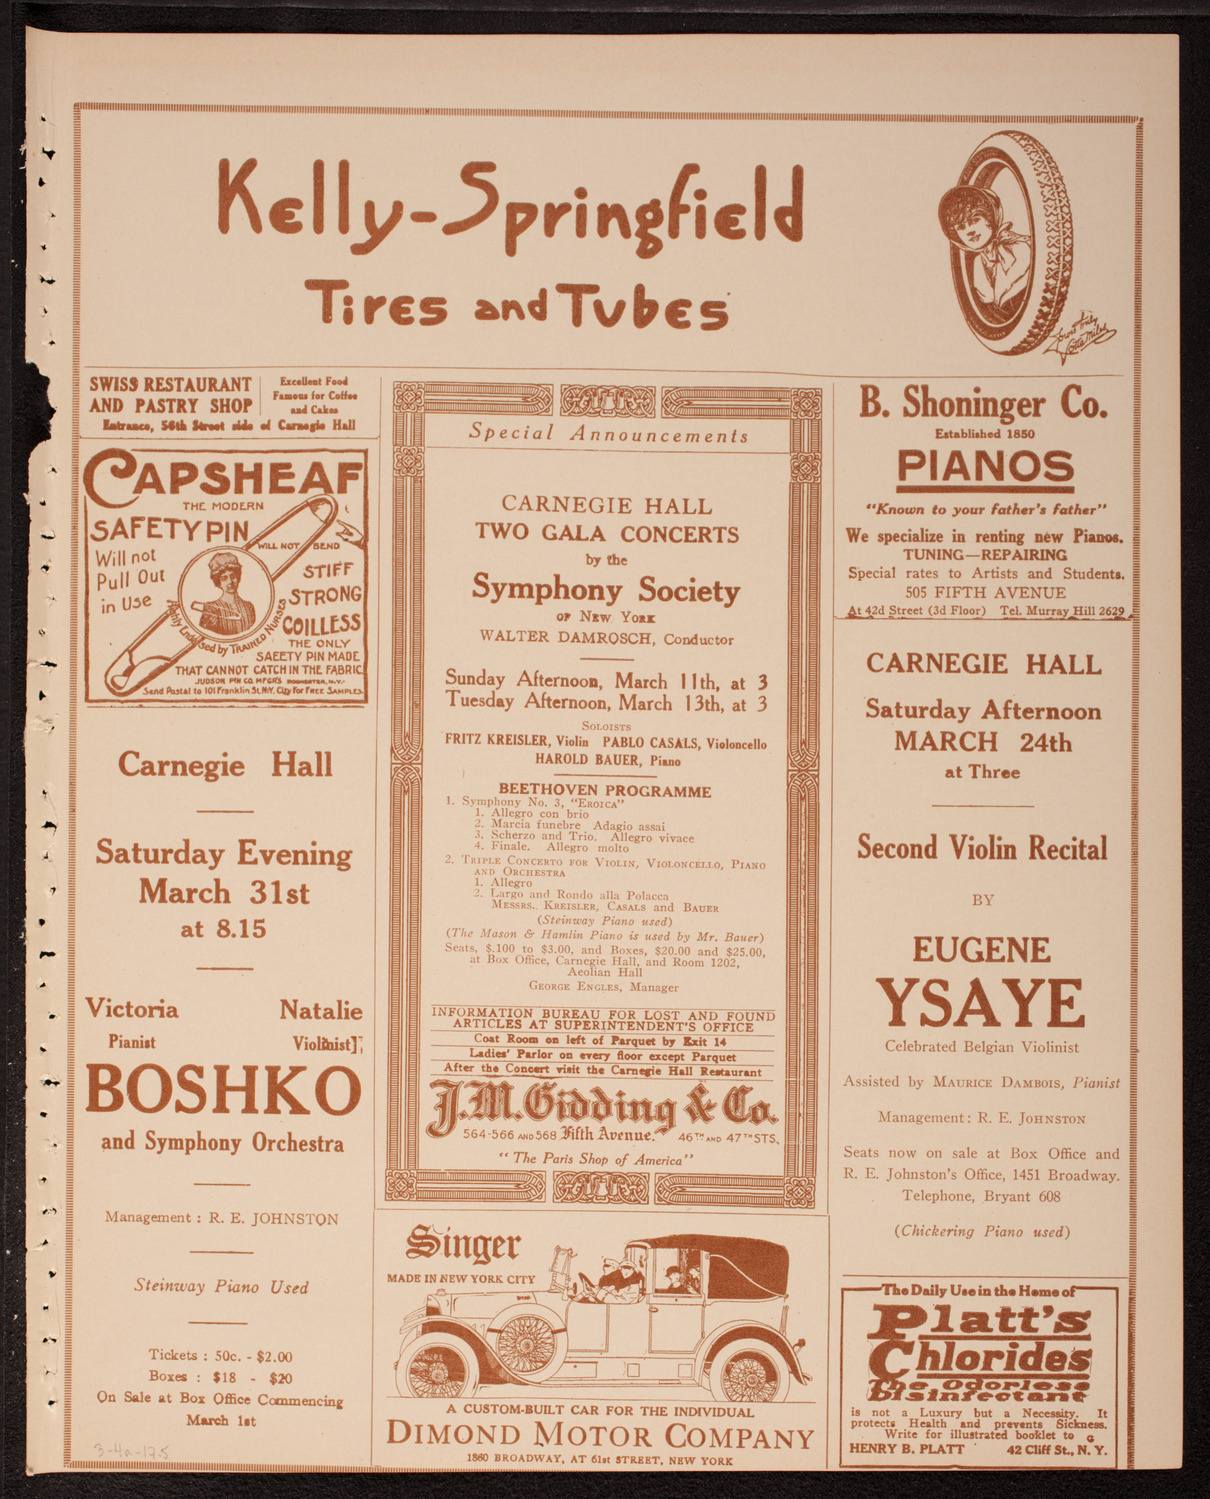 Kelly-Springfield
Tires and Tubes
Yours truly
Lotta Miles
SWISS RESTAURANT
AND PASTRY SHOP
Excellent Food
Famous for Coffee
and Cakes
Entrance, 56th Street side of Carnegie Hall
CAPSHEAF
THE MODERN
SAFETY PIN
WILL NOT BEND
Will not
Pull Out
in Use
STIFF
STRONG
COILLESS
Highly Endorsed by TRAINED NURSES
THE ONLY
SAFETY PIN MADE
THAT CANNOT CATCH IN THE FABRIC
JUDSON PIN CO. MFGRS ROCHESTER, N.Y.
Send Postal to 101 Franklin St. N.Y. City for FREE SAMPLES
Carnegie Hall
Saturday Evening
March 31st
at 8.15
Victoria Natalie
Pianist Violinist
BOSHKO
and Symphony Orchestra
Management : R. E. JOHNSTON
Steinway Piano Used
Tickets : 50c. - $2.00
Boxes : $18 - $20
On Sale at Box Office Commencing
March 1st
3-4a-17.5
Special Announcements
CARNEGIE HALL
TWO GALA CONCERTS
by the
Symphony Society
OF NEW YORK
WALTER DAMROSCH, Conductor
Sunday Afternoon, March 11th, at 3
Tuesday Afternoon, March 13th, at 3
SOLOISTS
FRITZ KREISLER, Violin PABLO CASALS, Violoncello
HAROLD BAUER, Piano
BEETHOVEN PROGRAMME
1. Symphony No. 3, "EROICA"
1. Allegro con brio
2. Marcia funebre Adagio assai
3. Scherzo and Trio. Allegro vivace
4. Finale. Allegro molto
2. TRIPLE CONCERTO FOR VIOLIN, VIOLONCELLO, PIANO
AND ORCHESTRA
1. Allegro
2. Largo and Rondo alla Polacca
MESSRS. KREISLER, CASALS and BAUER
(Steinway Piano used)
(The Mason & Hamlin Piano is used by Mr. Bauer)
Seats, $.100 to $3.00, and Boxes, $20.00 and $25.00,
at Box Office, Carnegie Hall, and Room 1202,
Aeolian Hall
GEORGE ENGLES, Manager
INFORMATION BUREAU FOR LOST AND FOUND
ARTICLES AT SUPERINTENDENT'S OFFICE
Coat Room on left of Parquet by Exit 14
Ladies' Parlor on every floor except Parquet
After the Concert visit the Carnegie Hall Restaurant
J.M. Gidding & Co.
564-566 AND 568 Fifth Avenue. 46TH AND 47TH STS.
"The Paris Shop of America"
Singer
MADE IN NEW YORK CITY
A CUSTOM-BUILT CAR FOR THE INDIVIDUAL
DIMOND MOTOR COMPANY
1860 BROADWAY, AT 61st STREET, NEW YORK
B. Shoninger Co.
Established 1850
PIANOS
"Known to your father's father"
We specialize in renting new Pianos.
TUNING—REPAIRING
Special rates to Artists and Students.
505 FIFTH AVENUE
At 42d Street (3d Floor) Tel. Murray Hill 2629
CARNEGIE HALL
Saturday Afternoon
MARCH 24th
at Three
Second Violin Recital
BY
EUGENE
YSAYE
Celebrated Belgian Violinist
Assisted by MAURICE DAMBOIS, Pianist
Management: R. E. JOHNSTON
Seats now on sale at Box Office and
R. E. Johnston's Office, 1451 Broadway.
Telephone, Bryant 608
(Chickering Piano used)
The Daily Use in the Home of
Platt's
Chlorides
The Odorless
Disinfectant
is not a Luxury but a Necessity. It
protects Health and prevents Sickness.
Write for illustrated booklet to G
HENRY B. PLATT 42 Cliff St., N. Y.